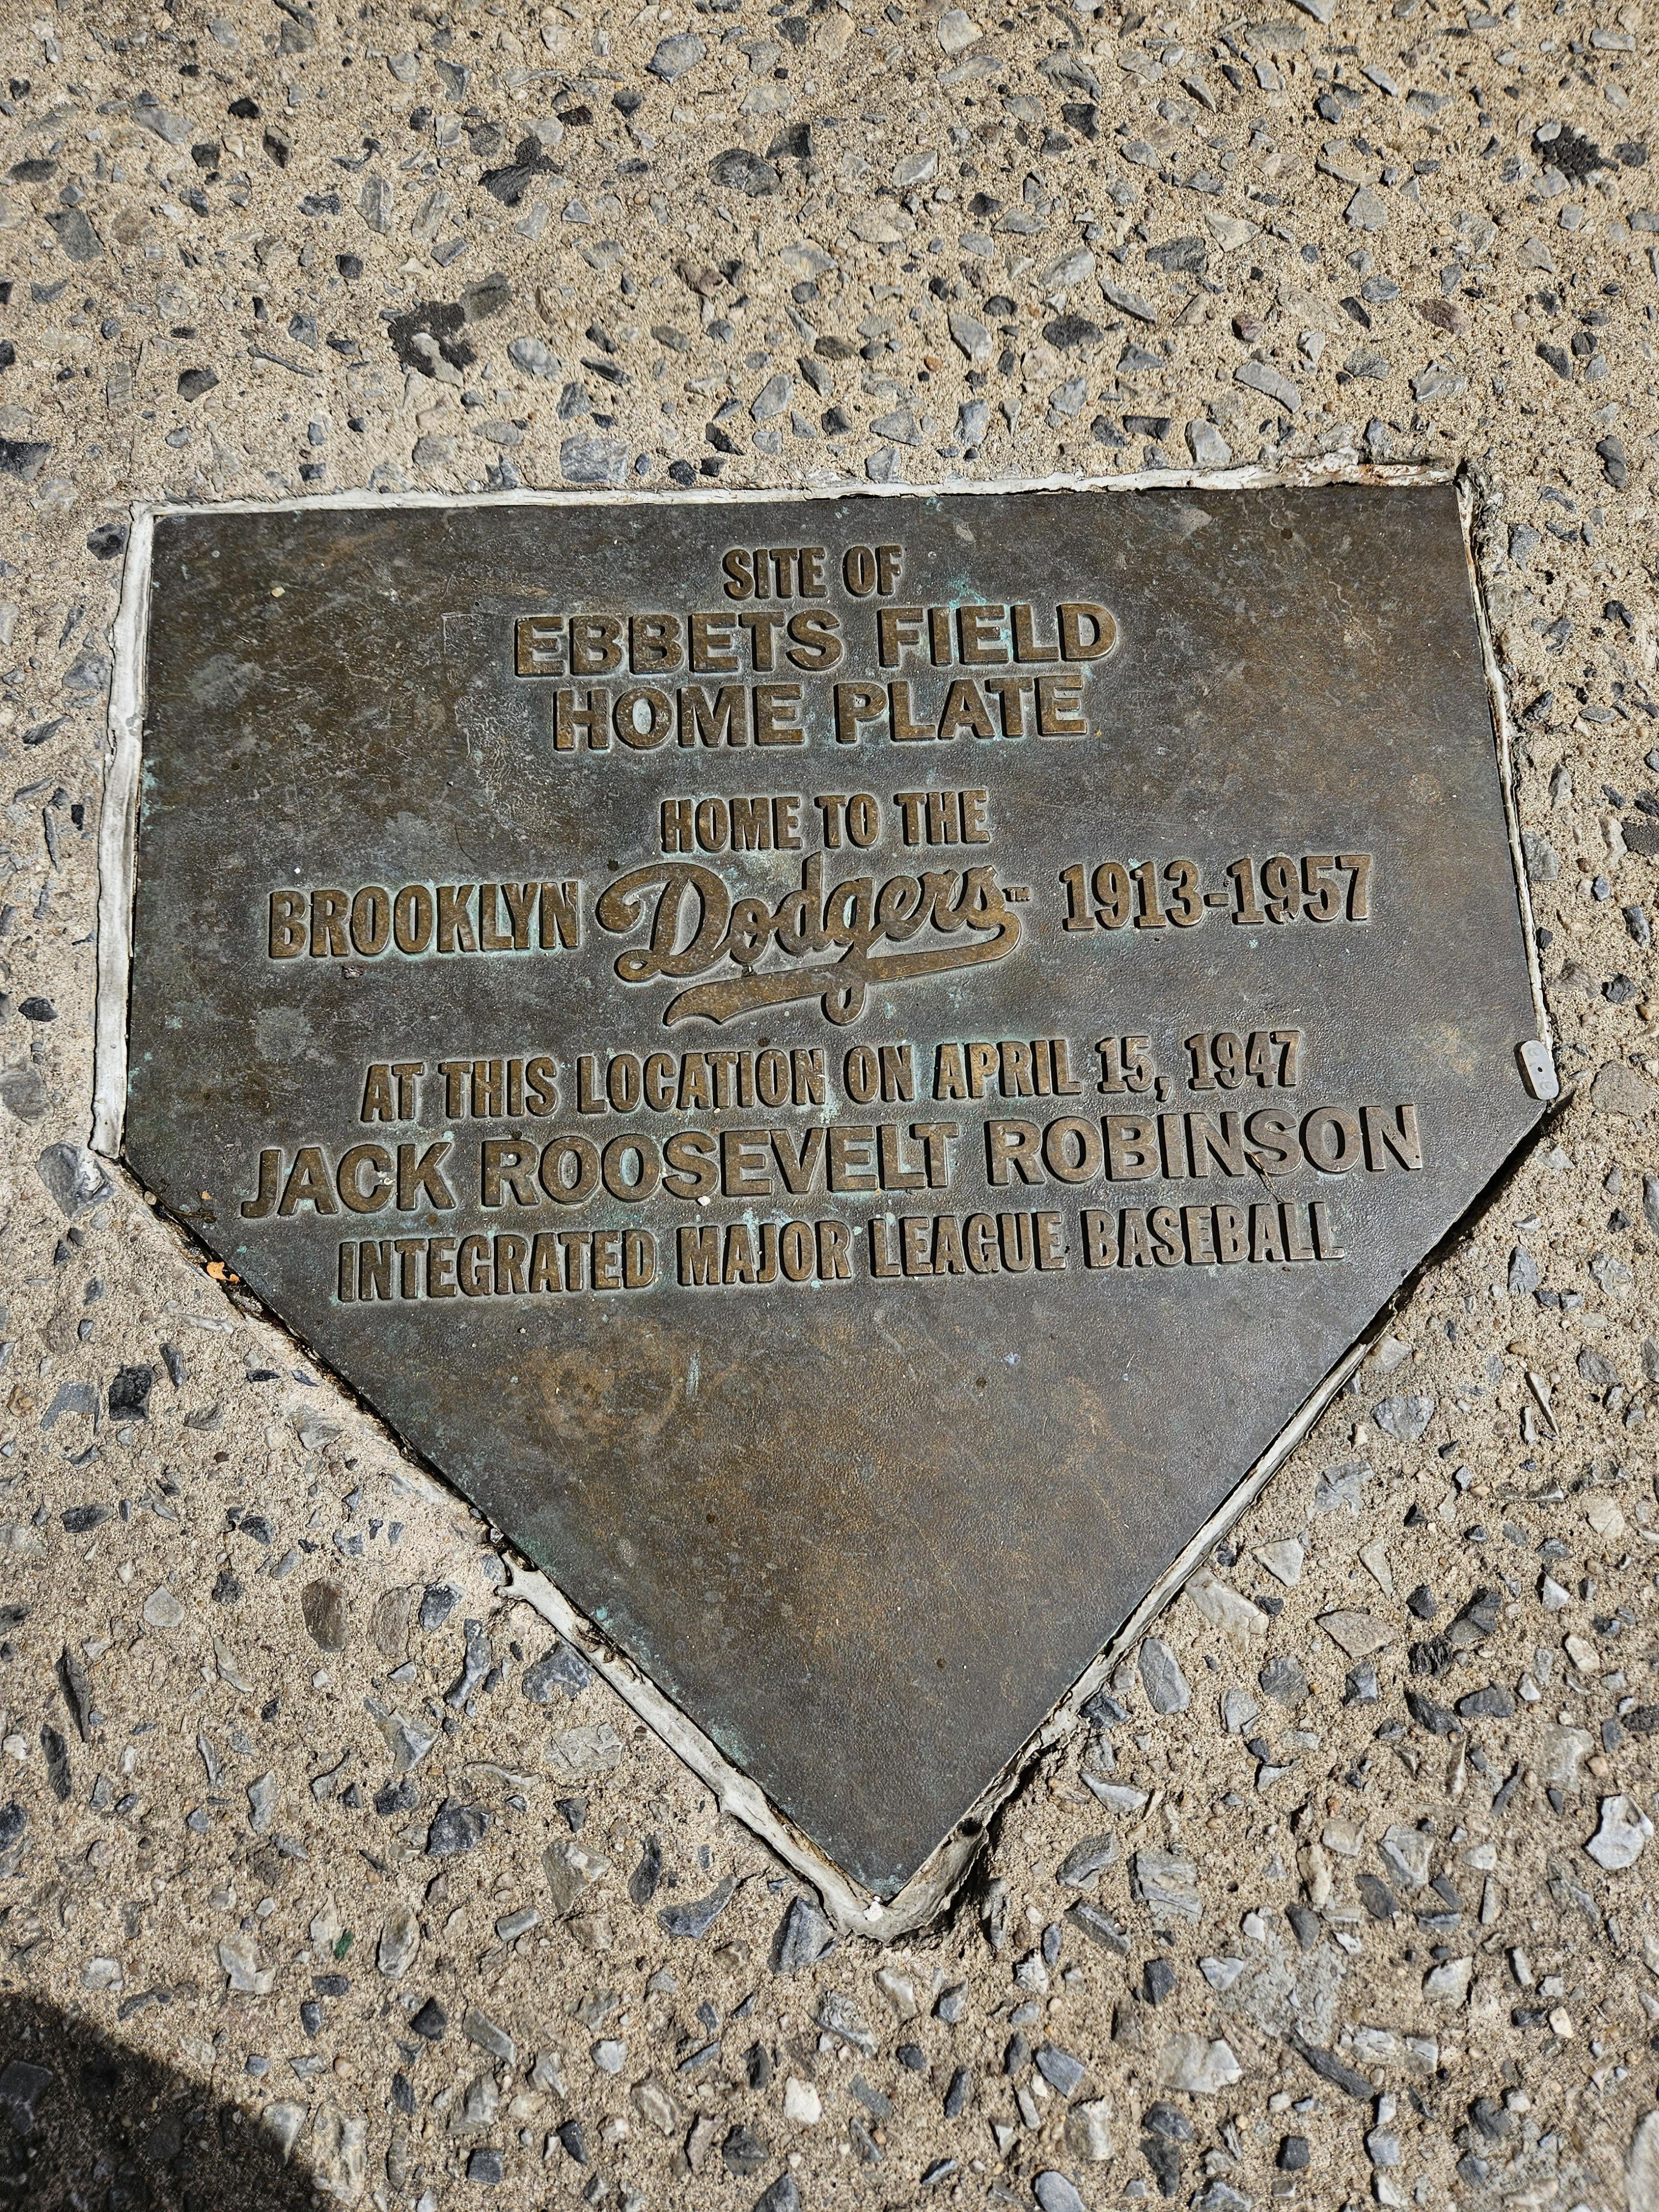 SITE OF
EBBETS FIELD
HOME PLATE
HOME TO THE
BROOKLYN Dodgers™ 1913-1957
AT THIS LOCATION ON APRIL 15, 1947
JACK ROOSEVELT ROBINSON
INTEGRATED MAJOR LEAGUE BASEBALL